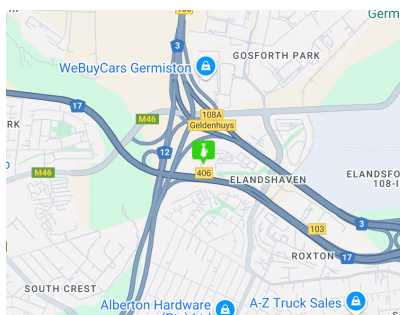 103
Germ
GOSFORTH PARK
3
WeBuyCars Germiston
17
M46
108A
Geldenhuys
RK
12
M46
406
ELANDSHAVEN
ELANDSFO
108-I
103
3
ROXTON
17
SOUTH CREST
Alberton Hardware
A-Z Truck Sales